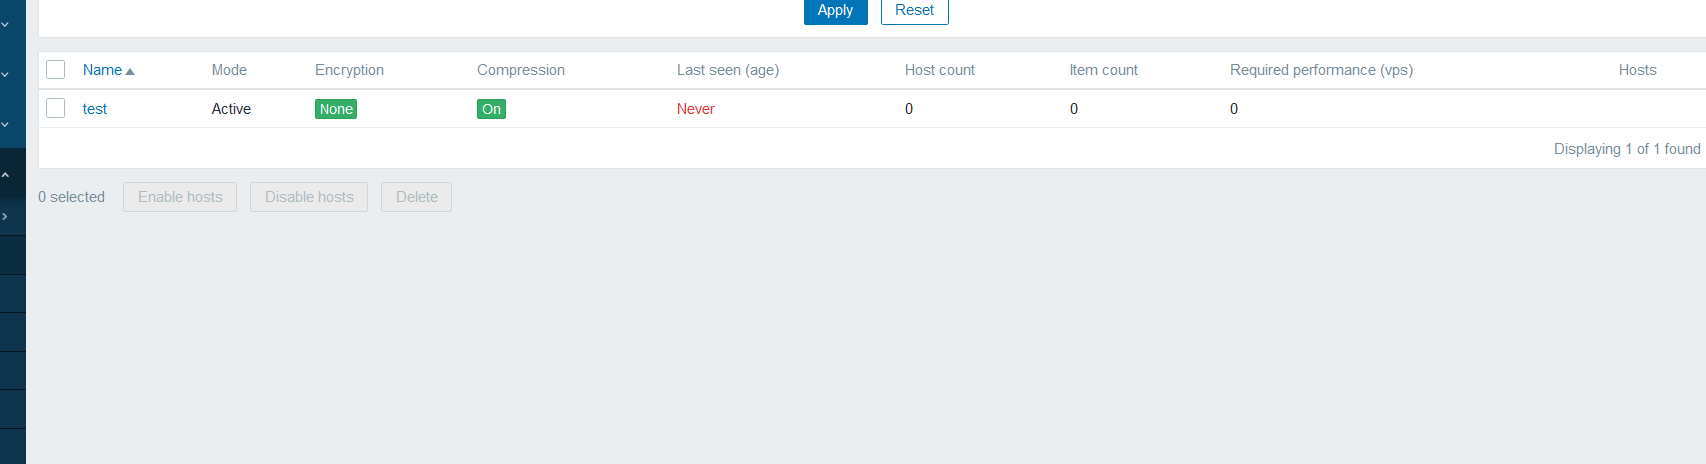 Apply Reset
Name Mode Encryption Compression Last seen (age) Host count Item count Required performance (vps) Hosts
test Active None On Never 0 0 0
Displaying 1 of 1 found
0 selected Enable hosts Disable hosts Delete